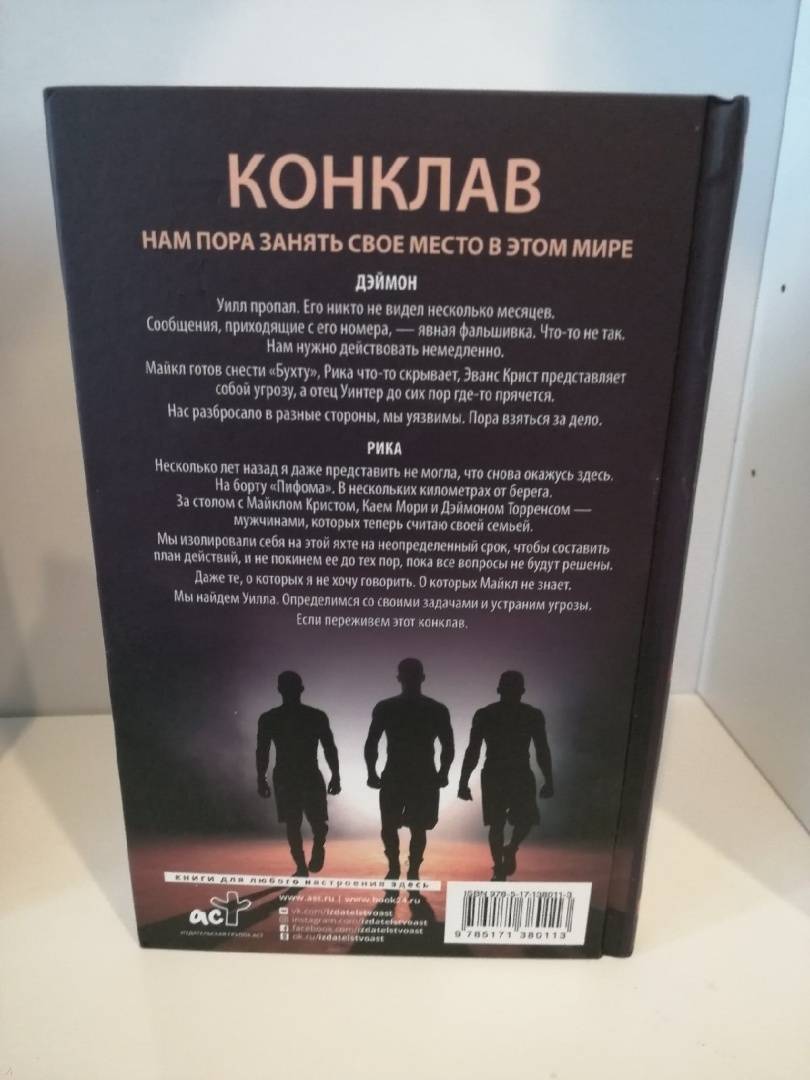 КОНКЛАВ
НАМ ПОРА ЗАНЯТЬ СВОЕ МЕСТО В ЭТОМ МИРЕ
ДЭЙМОН
Уилл пропал. Его никто не видел несколько месяцев.
Сообщения, приходящие с его номера, — явная фальшивка. Что-то не так.
Нам нужно действовать немедленно.
Майкл готов снести «Бухту», Рика что-то скрывает, Эванс Крист представляет
собой угрозу, а отец Уинтер до сих пор где-то прячется.
Нас разбросало в разные стороны, мы уязвимы. Пора взяться за дело.
РИКА
Несколько лет назад я даже представить не могла, что снова окажусь здесь.
На борту «Пифома». В нескольких километрах от берега.
За столом с Майклом Кристом, Каем Мори и Дэймоном Торренсом —
мужчинами, которых теперь считаю своей семьей.
Мы изолировали себя на этой яхте на неопределенный срок, чтобы составить
план действий, и не покинем ее до тех пор, пока все вопросы не будут решены.
Даже те, о которых я не хочу говорить. О которых Майкл не знает.
Мы найдем Уилла. Определимся со своими задачами и устраним угрозы.
Если переживем этот конклав.
книги для любого настроения здесь
аст
ИЗДАТЕЛЬСКАЯ ГРУППА АСТ
www.ast.ru | www.book24.ru
vk.com/izdatelstvoast
instagram.com/izdatelstvoast
facebook.com/izdatelstvoast
ok.ru/izdatelstvoast
ISBN 978-5-17-138011-3
9 785171 380113